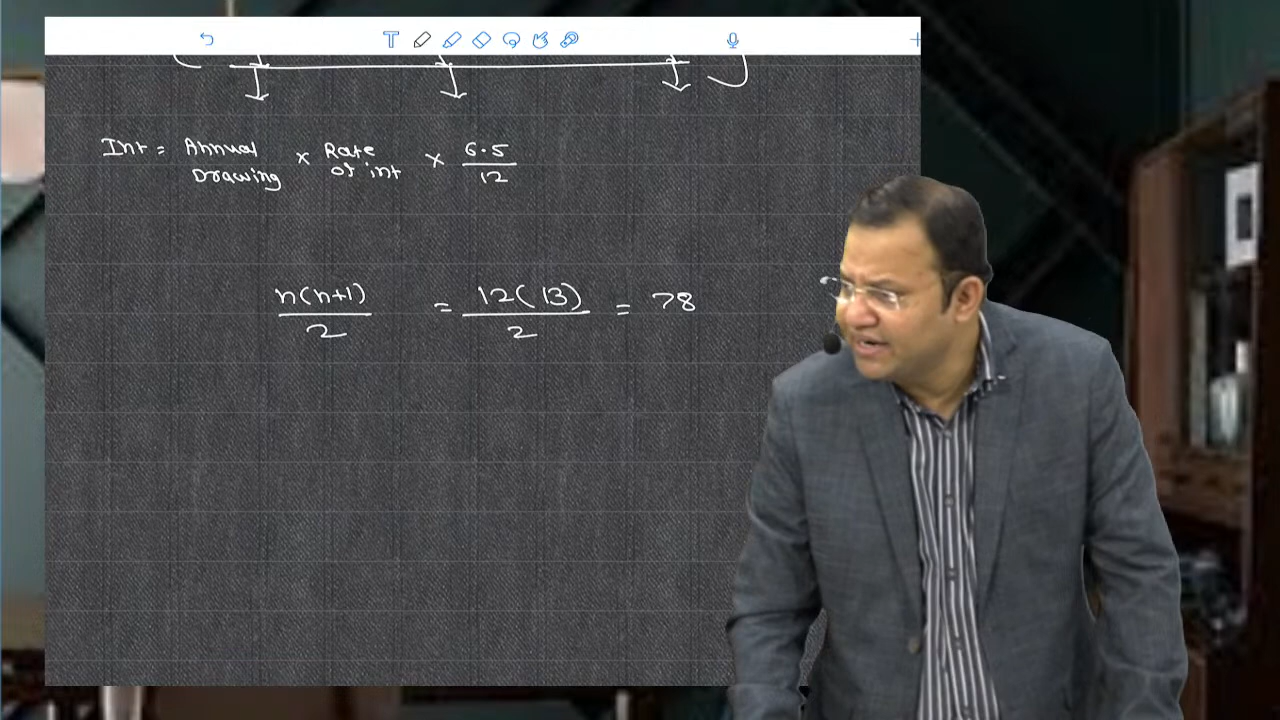 Int = Annual Drawing × Rate of int × 6.5/12
n(n+1)/2 = 12(13)/2 = 78